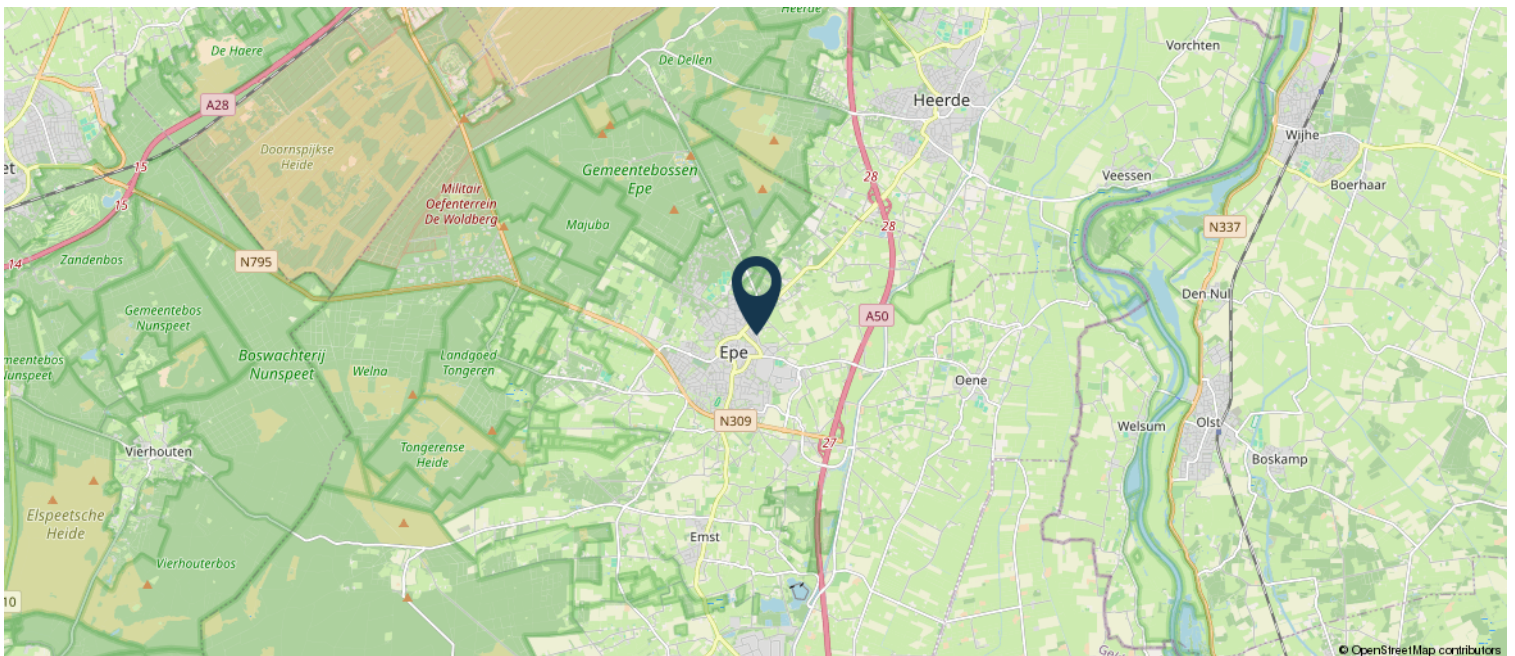 Heerde
De Haere
De Dellen
Vorchten
A28
Heerde
Wijhe
Doornspijkse
Heide
15
Gemeentebossen
Epe
28
Veessen
Boerhaar
et
Militair
Oefenterrein
De Woldberg
15
Majuba
28
N337
14
Zandenbos
N795
Den Nul
Gemeentebos
Nunspeet
A50
Boswachterij
Nunspeet
Landgoed
Tongeren
Epe
meentebos
Nunspeet
Welna
Oene
N309
Welsum
Olst
27
Vierhouten
Tongerense
Heide
Boskamp
Elspeetsche
Heide
Emst
Vierhouterbos
10
© OpenStreetMap contributors